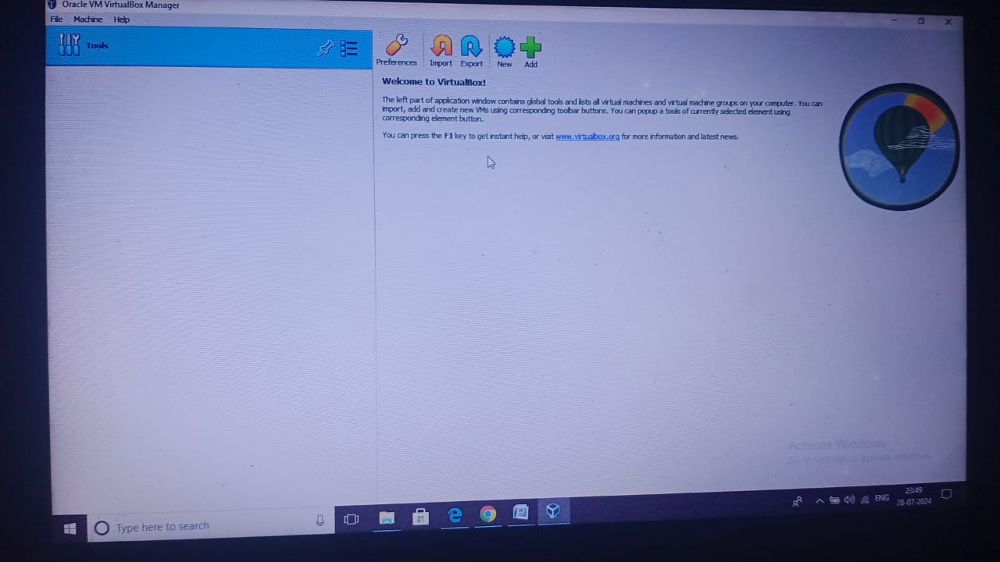 Oracle VM VirtualBox Manager
File Machine Help
Tools
Preferences Import Export New Add
Welcome to VirtualBox!
The left part of application window contains global tools and lists all virtual machines and virtual machine groups on your computer. You can
import, add and create new VMs using corresponding toolbar buttons. You can popup a tools of currently selected element using
corresponding element button.
You can press the F1 key to get instant help, or visit www.virtualbox.org for more information and latest news.
Activate Windows
Go to Settings to activate Windows.
Type here to search
ENG
23:49
28-07-2024